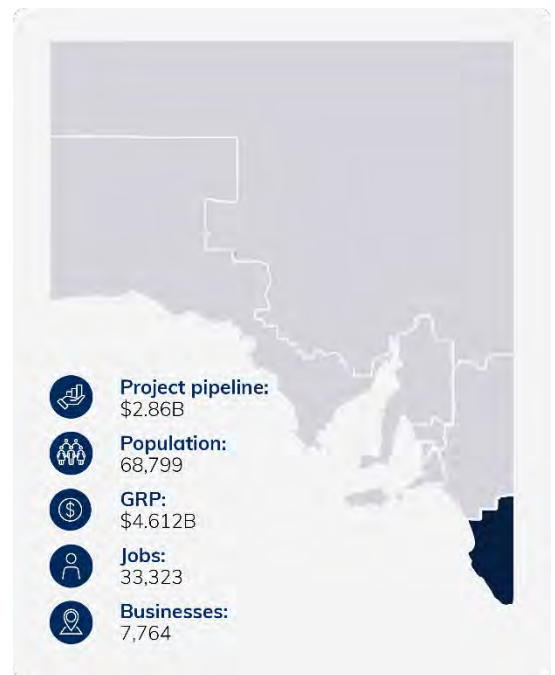 Project pipeline:
$2.86B
Population:
68,799
GRP:
$4.612B
Jobs:
33,323
Businesses:
7,764